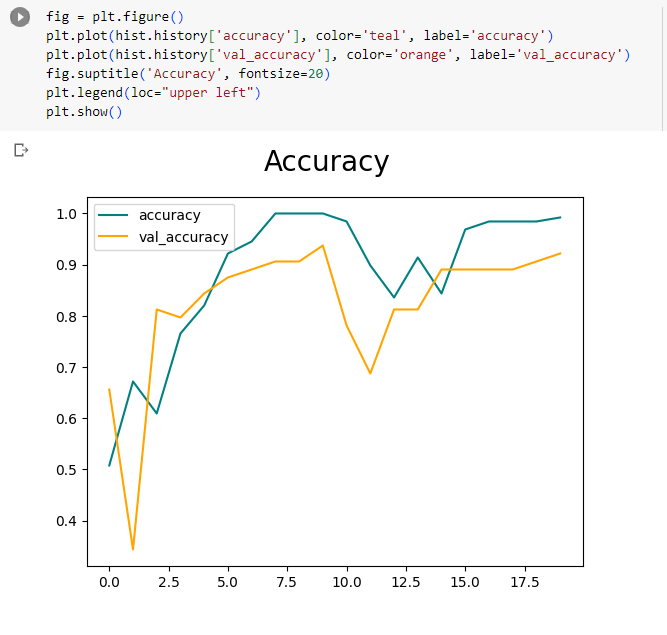 fig = plt.figure()
plt.plot(hist.history['accuracy'], color='teal', label='accuracy')
plt.plot(hist.history['val_accuracy'], color='orange', label='val_accuracy')
fig.suptitle('Accuracy', fontsize=20)
plt.legend(loc="upper left")
plt.show()
Accuracy
accuracy
val_accuracy
1.0
0.9
0.8
0.7
0.6
0.5
0.4
0.0 2.5 5.0 7.5 10.0 12.5 15.0 17.5